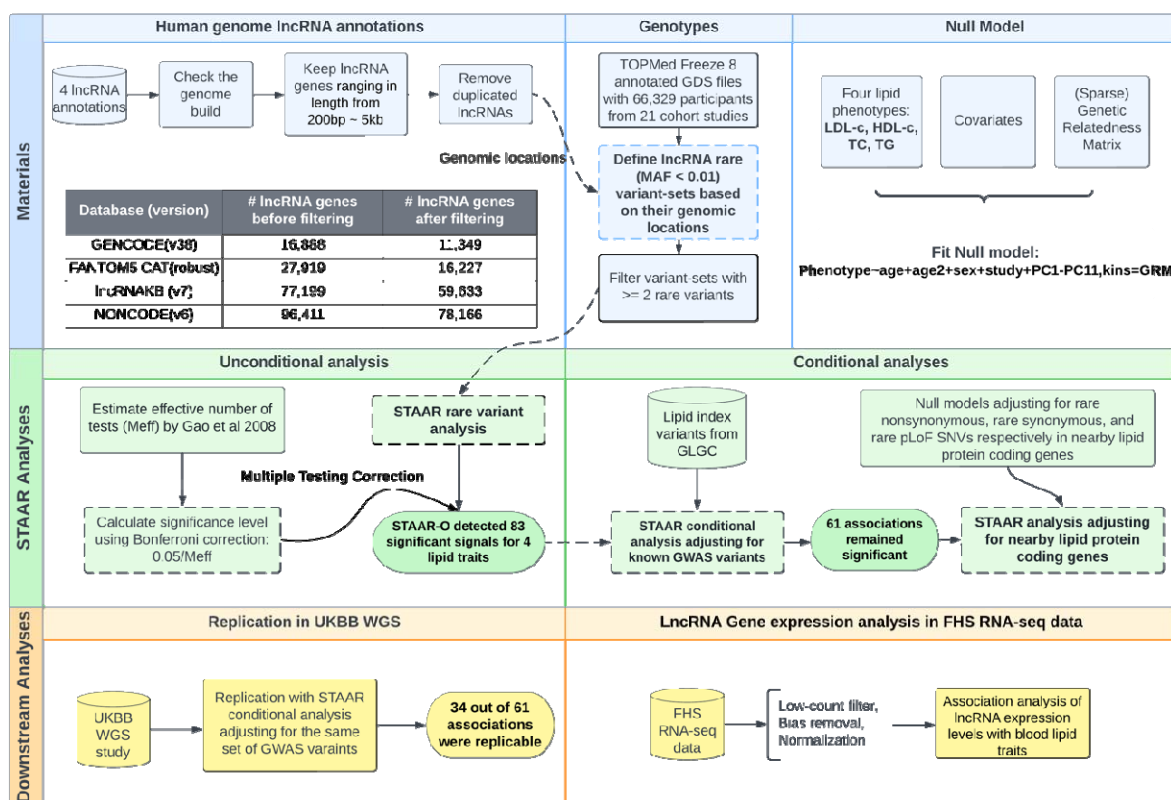 Human genome lncRNA annotations
Genotypes
Null Model
Materials
4 lncRNA
annotations
Check the
genome
build
Keep lncRNA
genes ranging in
length from
200bp ~ 5kb
Remove
duplicated
lncRNAs
Genomic locations
Database (version)
# lncRNA genes
before filtering
# lncRNA genes
after filtering
GENCODE(v38)
16,888
11,349
FANTOM5 CAT(robust)
27,919
16,227
lncRNAKB (v7)
77,199
59,633
NONCODE(v6)
96,411
78,166
TOPMed Freeze 8
annotated GDS files
with 66,329 participants
from 21 cohort studies
Define lncRNA rare
(MAF < 0.01)
variant-sets based
on their genomic
locations
Filter variant-sets with
>= 2 rare variants
Four lipid
phenotypes:
LDL-c, HDL-c,
TC, TG
Covariates
(Sparse)
Genetic
Relatedness
Matrix
Fit Null model:
Phenotype~age+age2+sex+study+PC1-PC11,kins=GRM
STAAR Analyses
Unconditional analysis
Conditional analyses
Estimate effective number of
tests (Meff) by Gao et al 2008
Calculate significance level
using Bonferroni correction:
0.05/Meff
Multiple Testing Correction
STAAR rare variant
analysis
STAAR-O detected 83
significant signals for 4
lipid traits
Lipid index
variants from
GLGC
STAAR conditional
analysis adjusting for
known GWAS variants
61 associations
remained
significant
Null models adjusting for rare
nonsynonymous, rare synonymous, and
rare pLoF SNVs respectively in nearby lipid
protein coding genes
STAAR analysis adjusting
for nearby lipid protein
coding genes
Downstream Analyses
Replication in UKBB WGS
LncRNA Gene expression analysis in FHS RNA-seq data
UKBB
WGS
study
Replication with STAAR
conditional analysis
adjusting for the same
set of GWAS varaints
34 out of 61
associations
were replicable
FHS
RNA-seq
data
Low-count filter,
Bias removal,
Normalization
Association analysis of
lncRNA expression
levels with blood lipid
traits